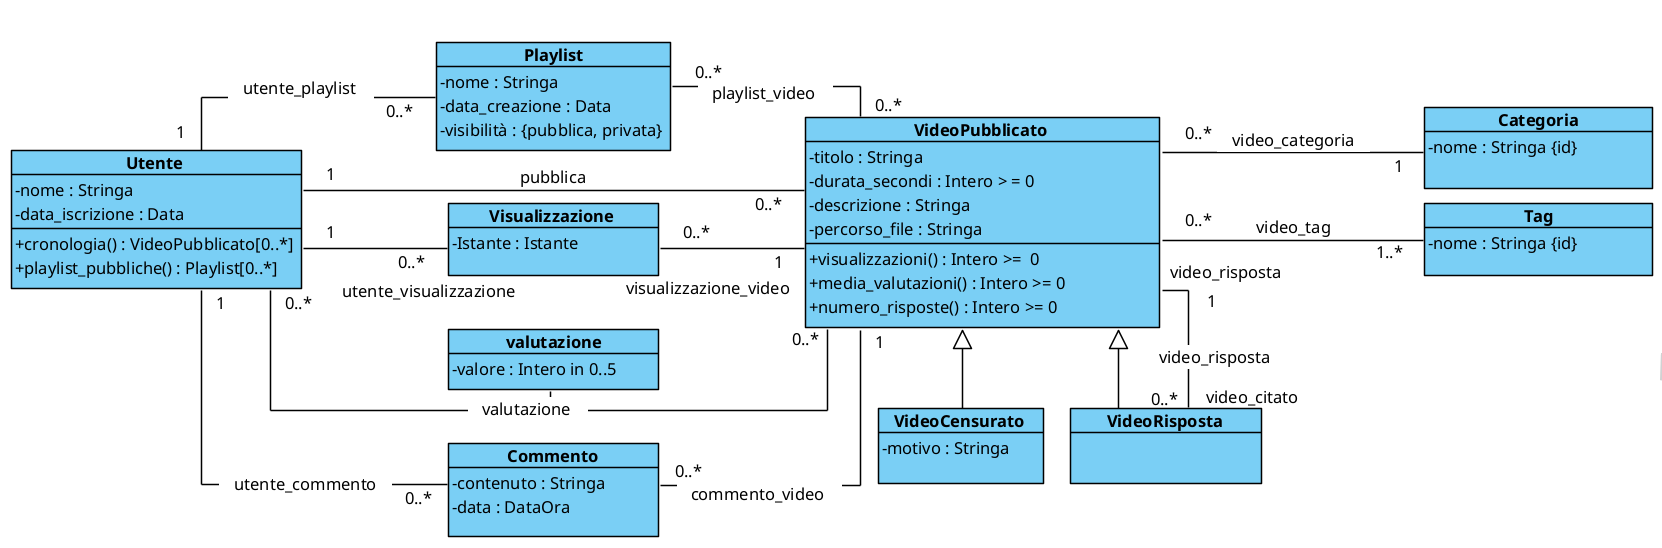 Playlist
-nome : Stringa
-data_creazione : Data
-visibilità : {pubblica, privata}
utente_playlist
0..*
1
0..*
playlist_video
0..*
Utente
-nome : Stringa
-data_iscrizione : Data
+cronologia() : VideoPubblicato[0..*]
+playlist_pubbliche() : Playlist[0..*]
1
pubblica
0..*
Visualizzazione
-Istante : Istante
1
0..*
utente_visualizzazione
0..*
1
visualizzazione_video
VideoPubblicato
-titolo : Stringa
-durata_secondi : Intero > = 0
-descrizione : Stringa
-percorso_file : Stringa
+visualizzazioni() : Intero >=  0
+media_valutazioni() : Intero >= 0
+numero_risposte() : Intero >= 0
0..*
video_categoria
1
Categoria
-nome : Stringa {id}
0..*
video_tag
1..*
Tag
-nome : Stringa {id}
video_risposta
1
video_risposta
0..*
video_citato
1
0..*
valutazione
-valore : Intero in 0..5
valutazione
0..*
1
VideoCensurato
-motivo : Stringa
VideoRisposta
Commento
-contenuto : Stringa
-data : DataOra
utente_commento
0..*
0..*
commento_video